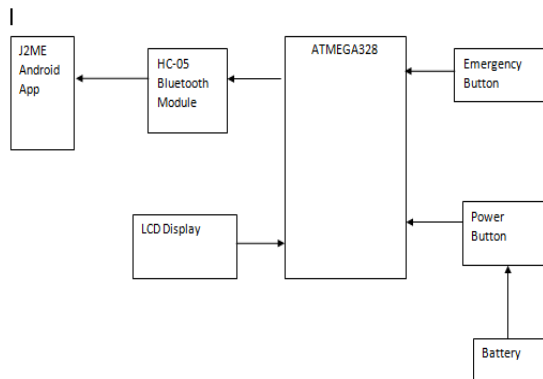 J2ME
Android
App
HC-05
Bluetooth
Module
ATMEGA328
Emergency
Button
LCD Display
Power
Button
Battery